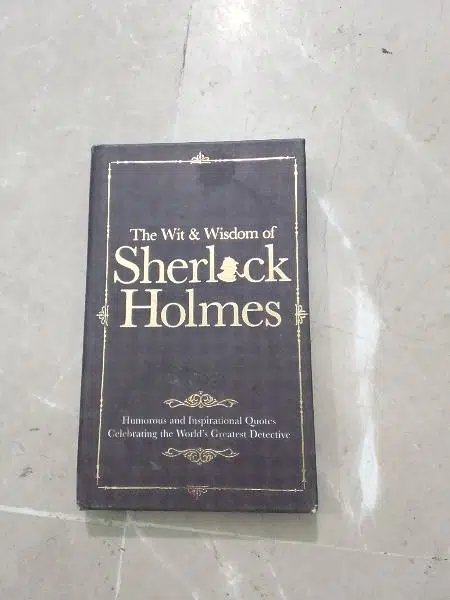 The Wit & Wisdom of
Sherlock
Holmes
Humorous and Inspirational Quotes
Celebrating the World's Greatest Detective